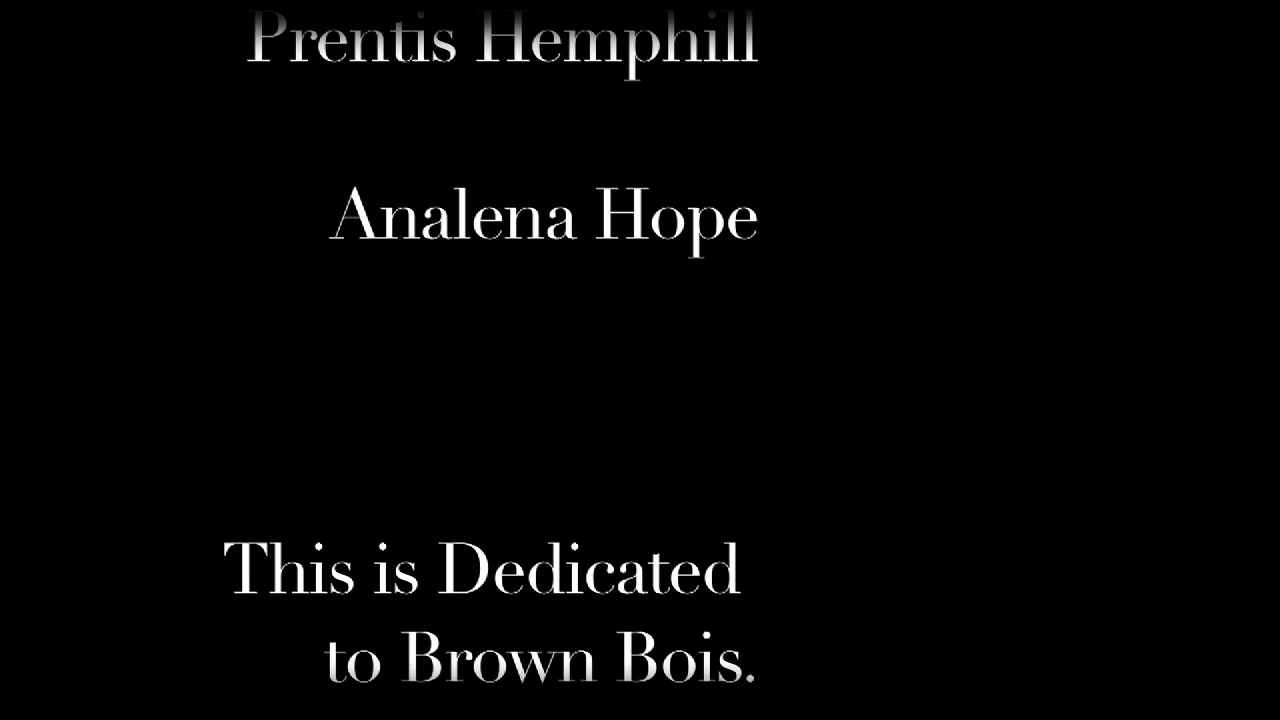 Prentis Hemphill
Analena Hope
This is Dedicated
to Brown Bois.